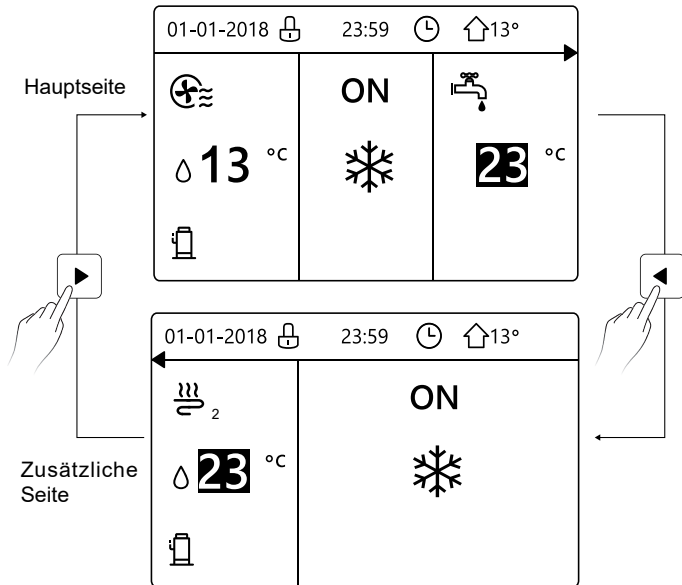 01-01-2018 23:59 13°
Hauptseite
ON
13 °C
23 °C
01-01-2018 23:59 13°
2
ON
23 °C
Zusätzliche
Seite